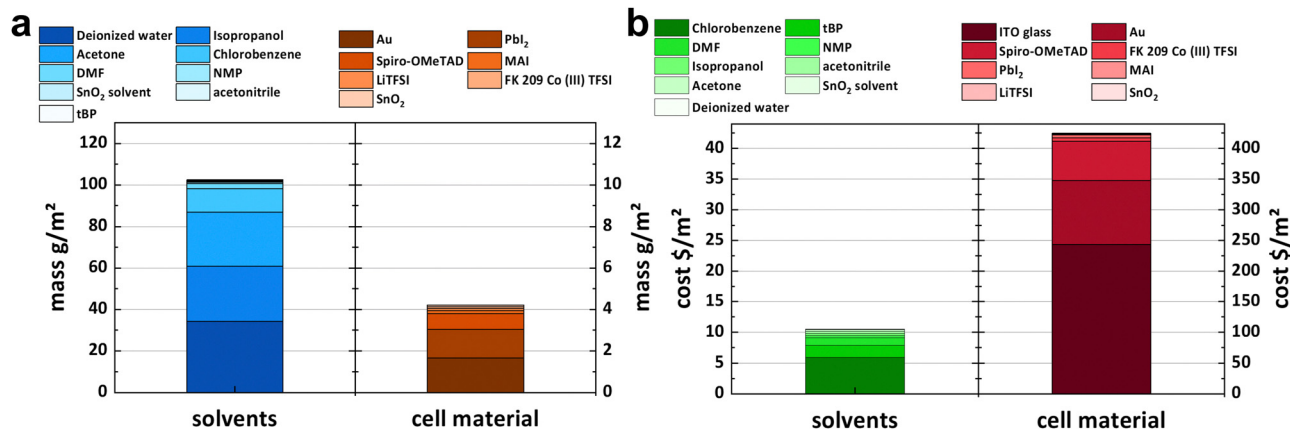 a
Deionized water
Isopropanol
Acetone
Chlorobenzene
DMF
NMP
SnO₂ solvent
acetonitrile
tBP
Au
PbI₂
Spiro-OMeTAD
MAI
LiTFSI
FK 209 Co (III) TFSI
SnO₂
mass g/m²
120
100
80
60
40
20
0
12
10
8
6
4
2
0
mass g/m²
solvents
cell material
b
Chlorobenzene
tBP
DMF
NMP
Isopropanol
acetonitrile
Acetone
SnO₂ solvent
Deionized water
ITO glass
Au
Spiro-OMeTAD
FK 209 Co (III) TFSI
PbI₂
MAI
LiTFSI
SnO₂
cost $/m²
40
35
30
25
20
15
10
5
0
400
350
300
250
200
150
100
50
0
cost $/m²
solvents
cell material